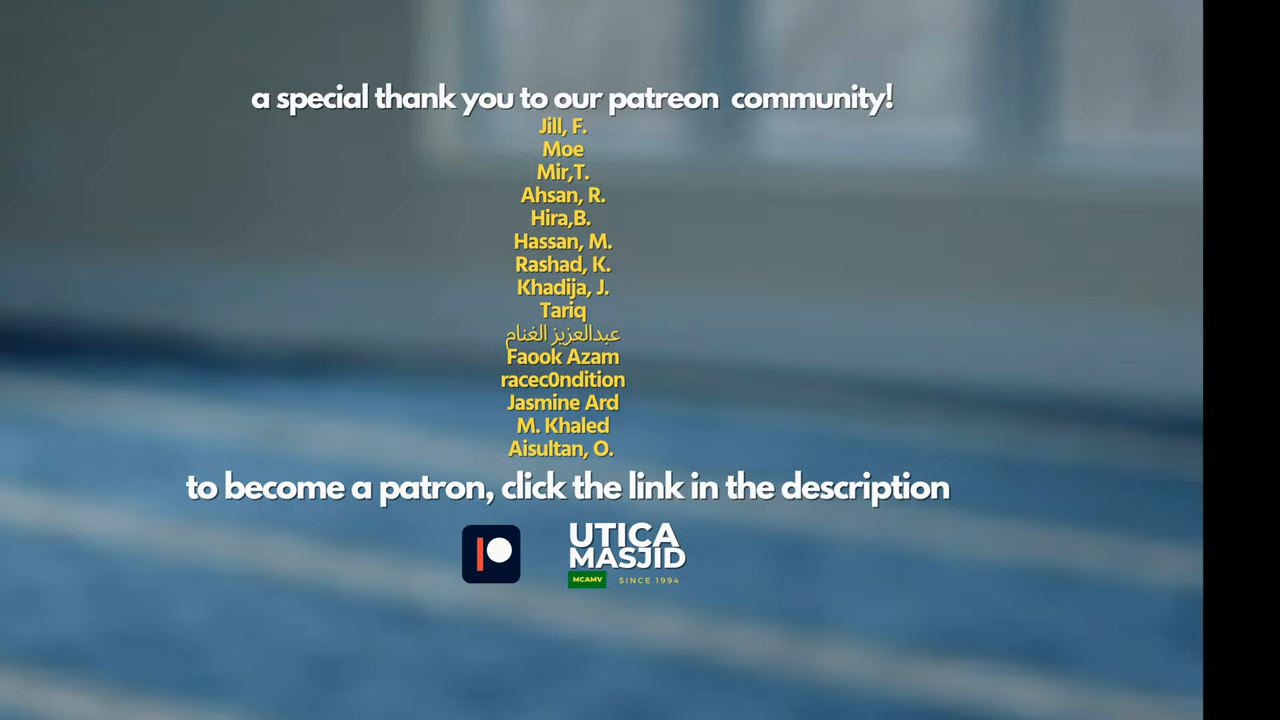 a special thank you to our patreon community!
Jill, F.
Moe
Mir,T.
Ahsan, R.
Hira,B.
Hassan, M.
Rashad, K.
Khadija, J.
Tariq
عبدالعزيز الغنام
Faook Azam
racec0ndition
Jasmine Ard
M. Khaled
Aisultan, O.
to become a patron, click the link in the description
UTICA
MASJID
MCAMV SINCE 1994